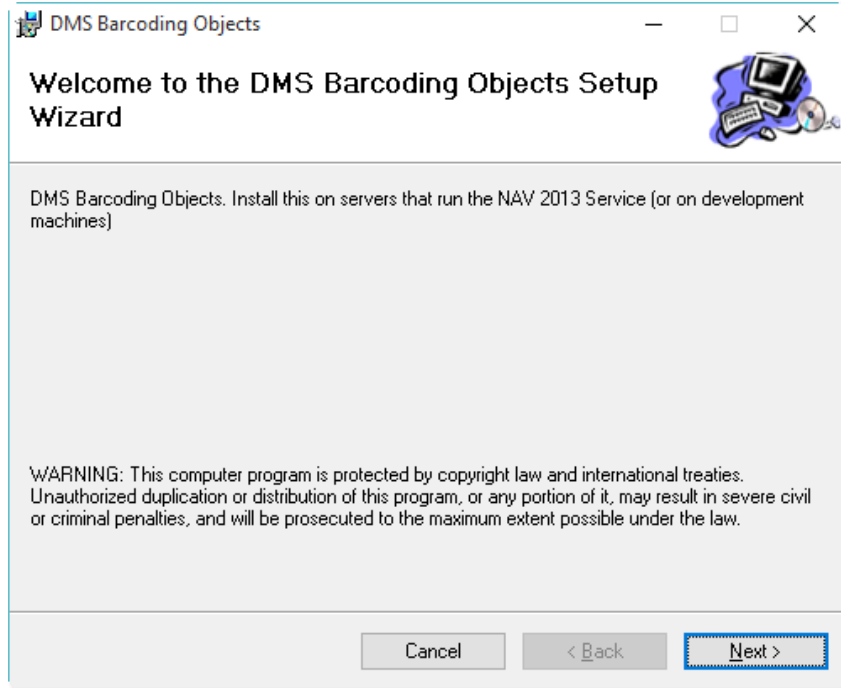 DMS Barcoding Objects
Welcome to the DMS Barcoding Objects Setup
Wizard
DMS Barcoding Objects. Install this on servers that run the NAV 2013 Service (or on development
machines)
WARNING: This computer program is protected by copyright law and international treaties.
Unauthorized duplication or distribution of this program, or any portion of it, may result in severe civil
or criminal penalties, and will be prosecuted to the maximum extent possible under the law.
Cancel
< Back
Next >